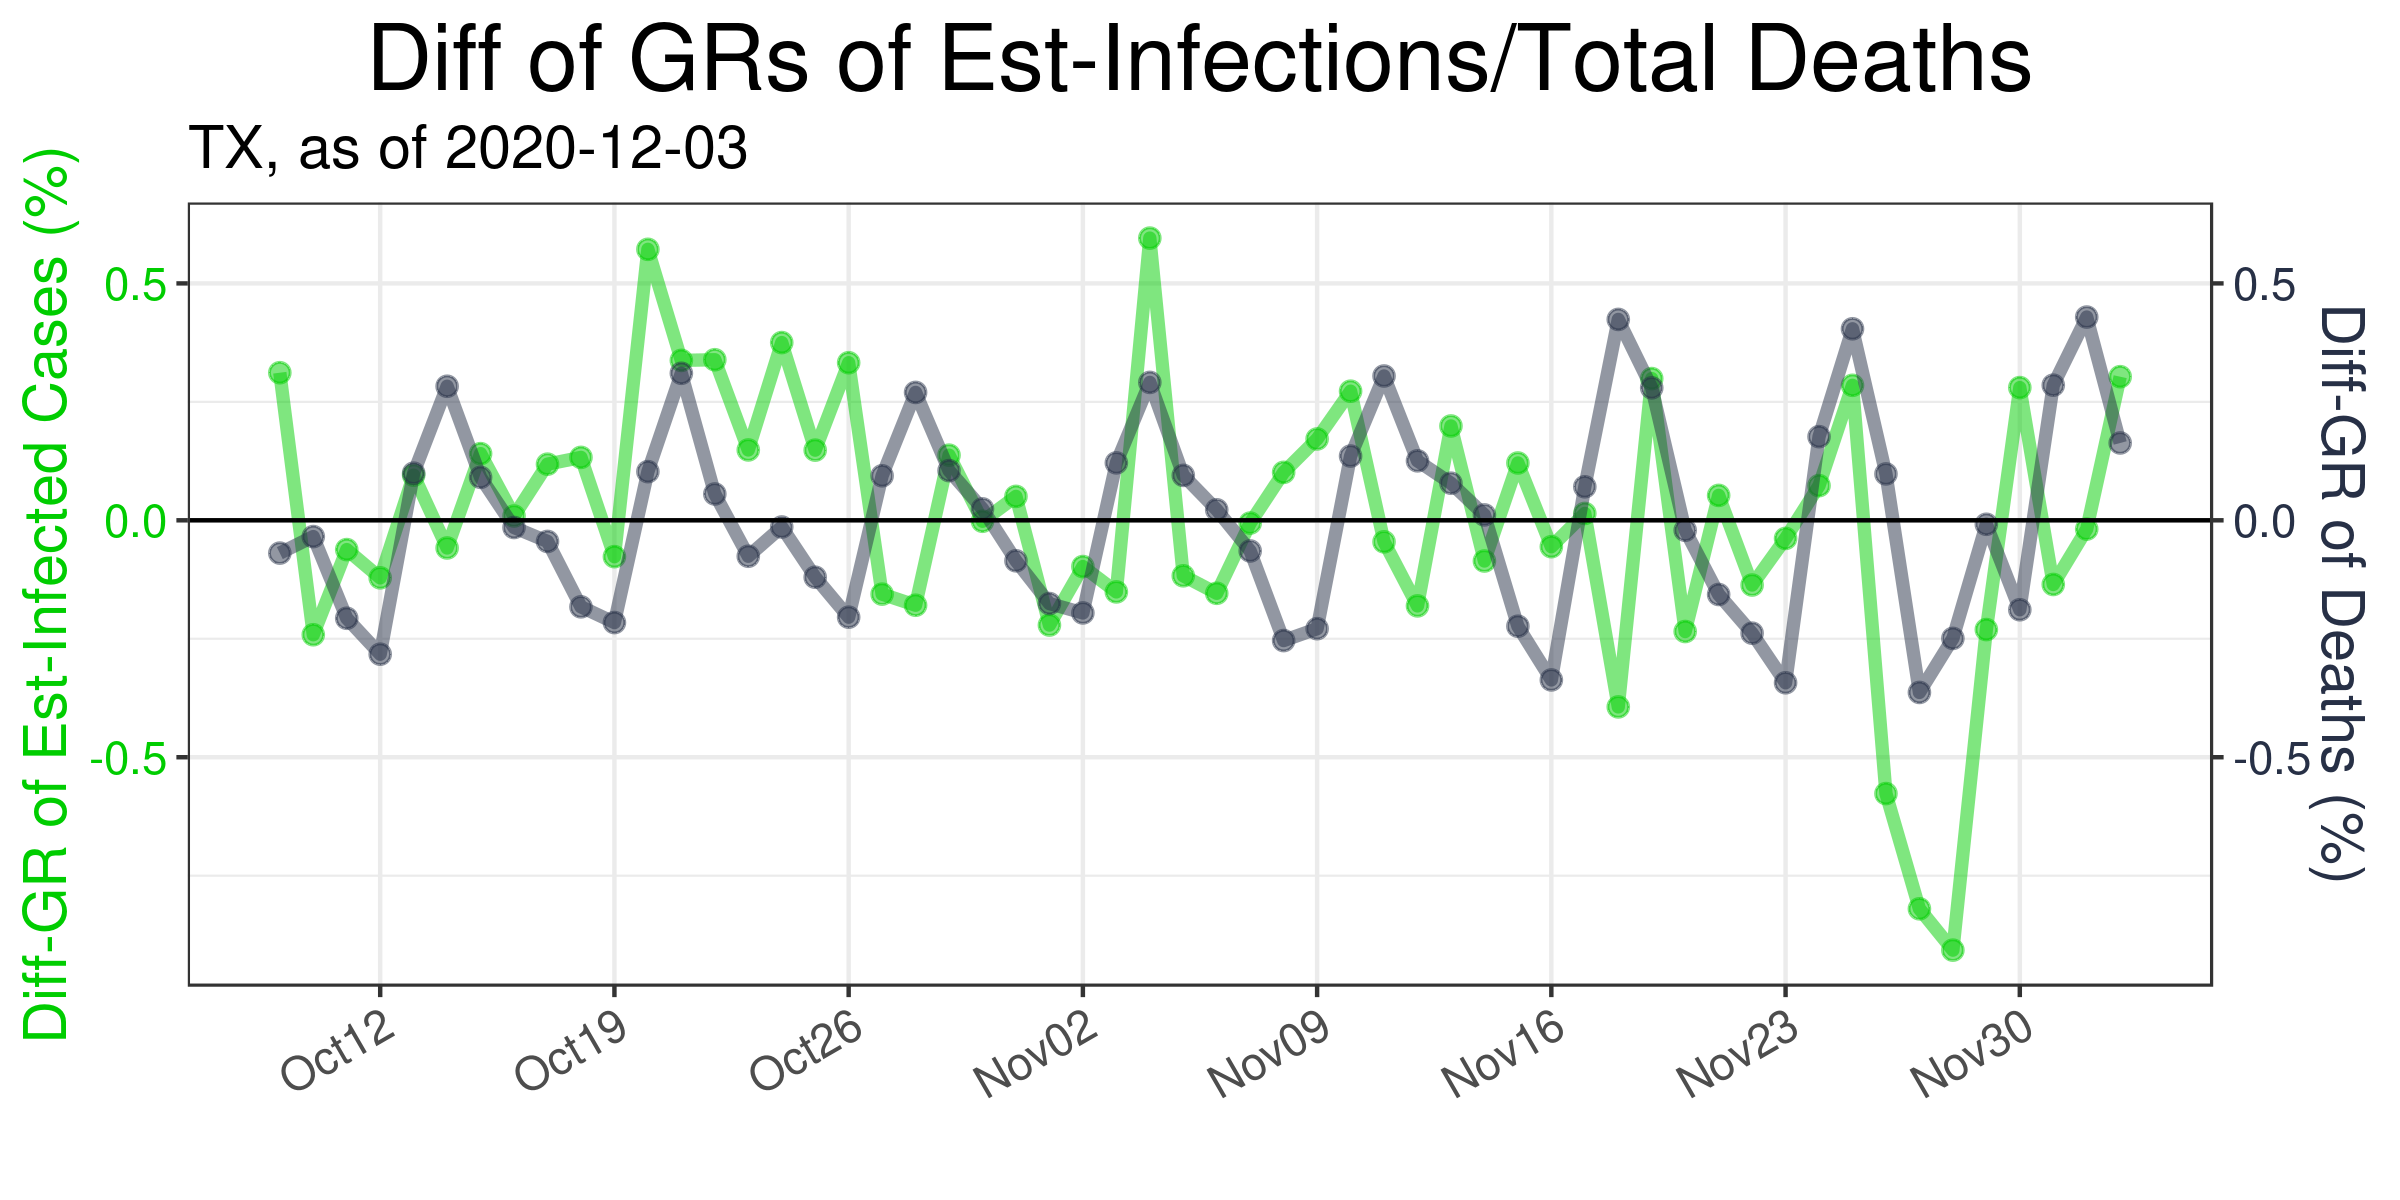 Diff of GRs of Est-Infections/Total Deaths
TX, as of 2020-12-03
Diff-GR of Est-Infected Cases (%)
0.5
0.0
-0.5
0.5
0.0
-0.5
Diff-GR of Deaths (%)
Oct12
Oct19
Oct26
Nov02
Nov09
Nov16
Nov23
Nov30